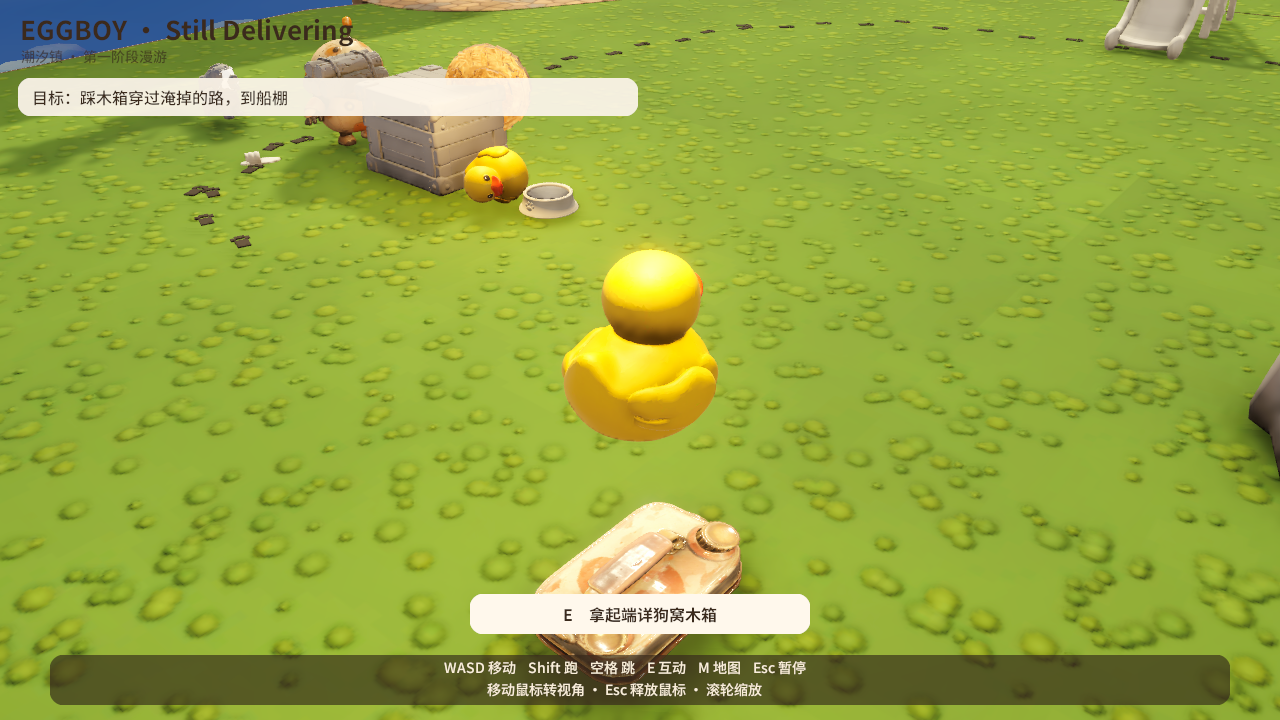 EGGBOY · Still Delivering
潮汐镇 · 第一阶段漫游
目标：踩木箱穿过淹掉的路，到船棚
E 拿起端详狗窝木箱
WASD 移动 Shift 跑 空格 跳 E 互动 M 地图 Esc 暂停
移动鼠标转视角 · Esc 释放鼠标 · 滚轮缩放